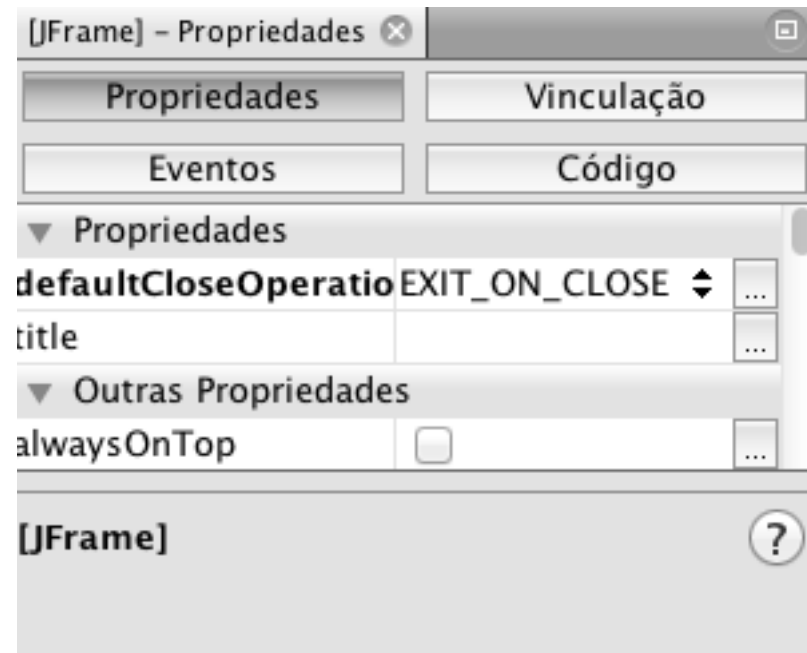 [JFrame] – Propriedades
Propriedades Vinculação
Eventos Código
Propriedades
defaultCloseOperatio EXIT_ON_CLOSE ...
title ...
Outras Propriedades
alwaysOnTop ...
[JFrame] ?